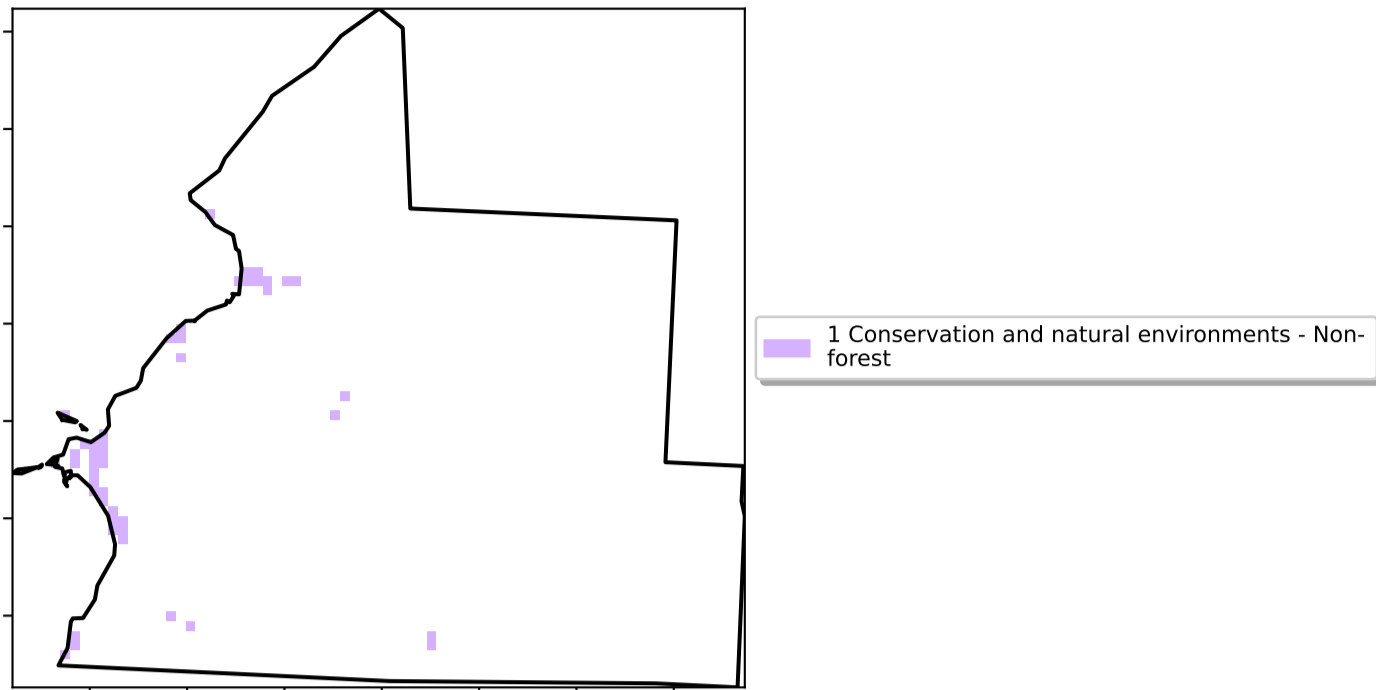 1 Conservation and natural environments - Non-
forest